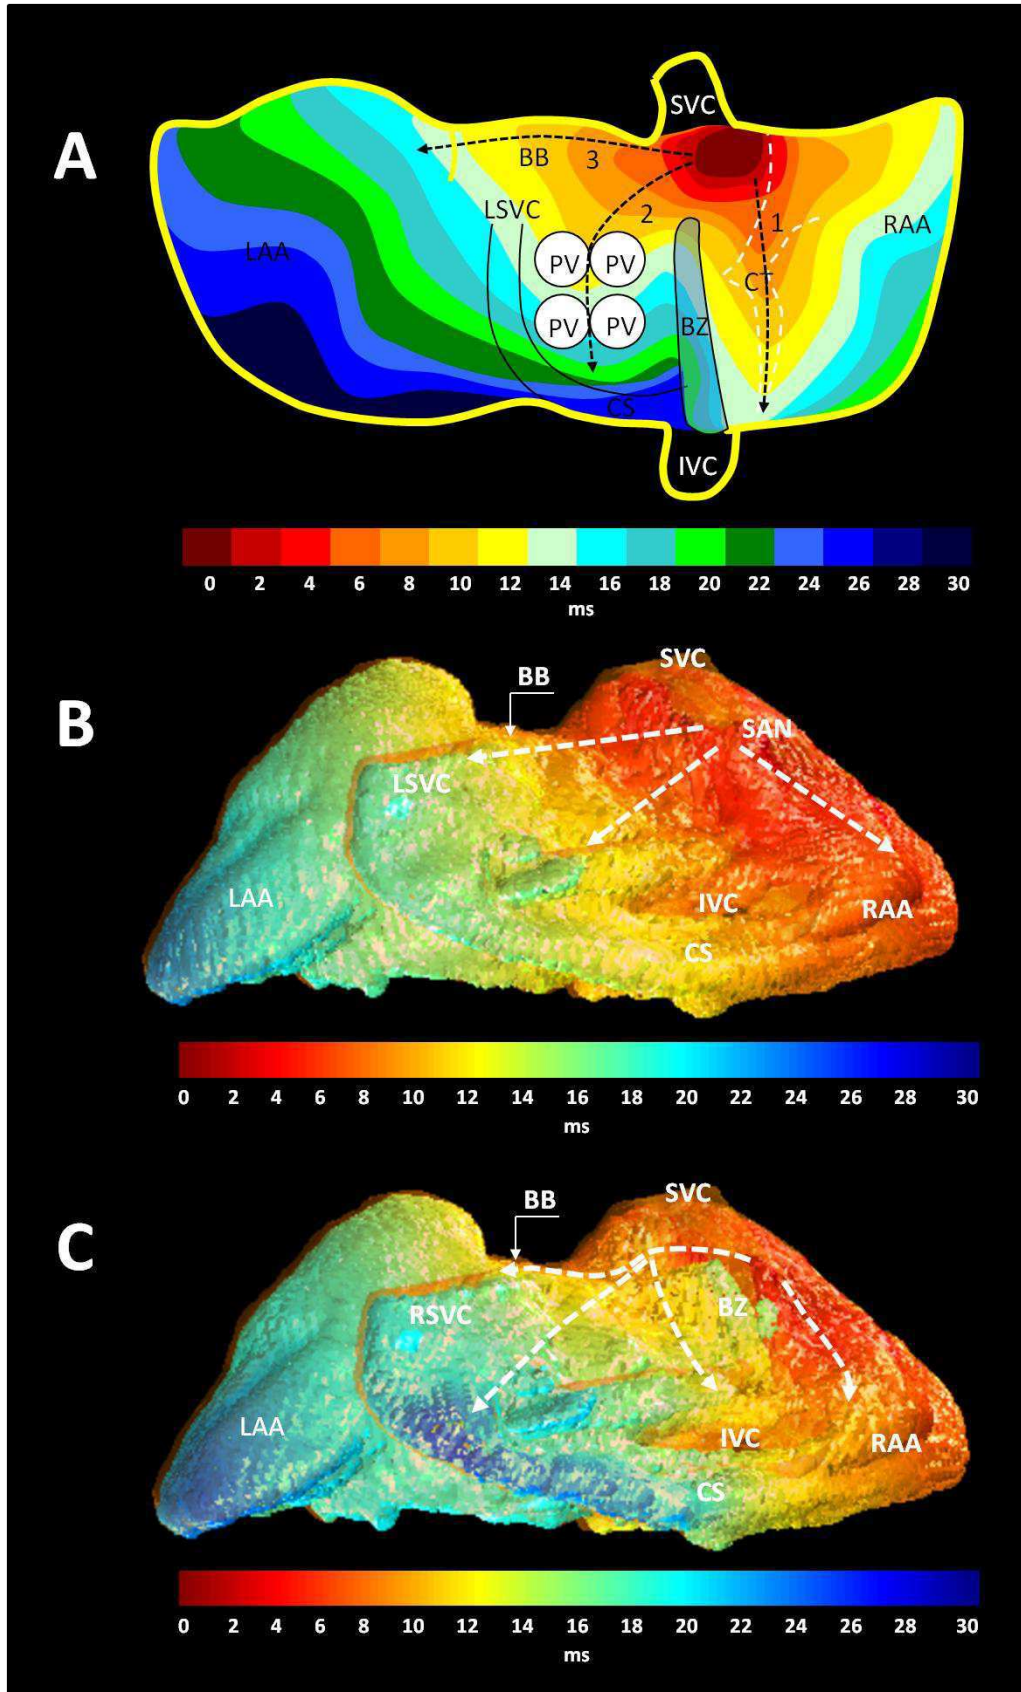 A
SVC
BB
3
LSVC
2
1
RAA
LAA
PV PV
CT
PV PV
BZ
CS
IVC
0 2 4 6 8 10 12 14 16 18 20 22 24 26 28 30
ms
B
SVC
BB
SAN
LSVC
LAA
IVC
RAA
CS
0 2 4 6 8 10 12 14 16 18 20 22 24 26 28 30
ms
C
SVC
BB
BZ
RSVC
LAA
IVC
RAA
CS
0 2 4 6 8 10 12 14 16 18 20 22 24 26 28 30
ms